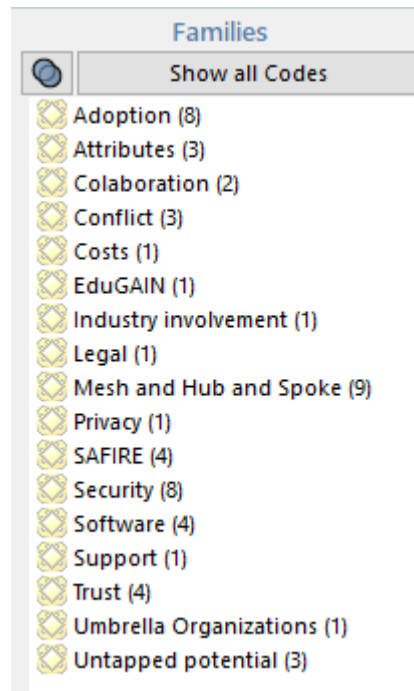 Families
Show all Codes
Adoption (8)
Attributes (3)
Colaboration (2)
Conflict (3)
Costs (1)
EduGAIN (1)
Industry involvement (1)
Legal (1)
Mesh and Hub and Spoke (9)
Privacy (1)
SAFIRE (4)
Security (8)
Software (4)
Support (1)
Trust (4)
Umbrella Organizations (1)
Untapped potential (3)